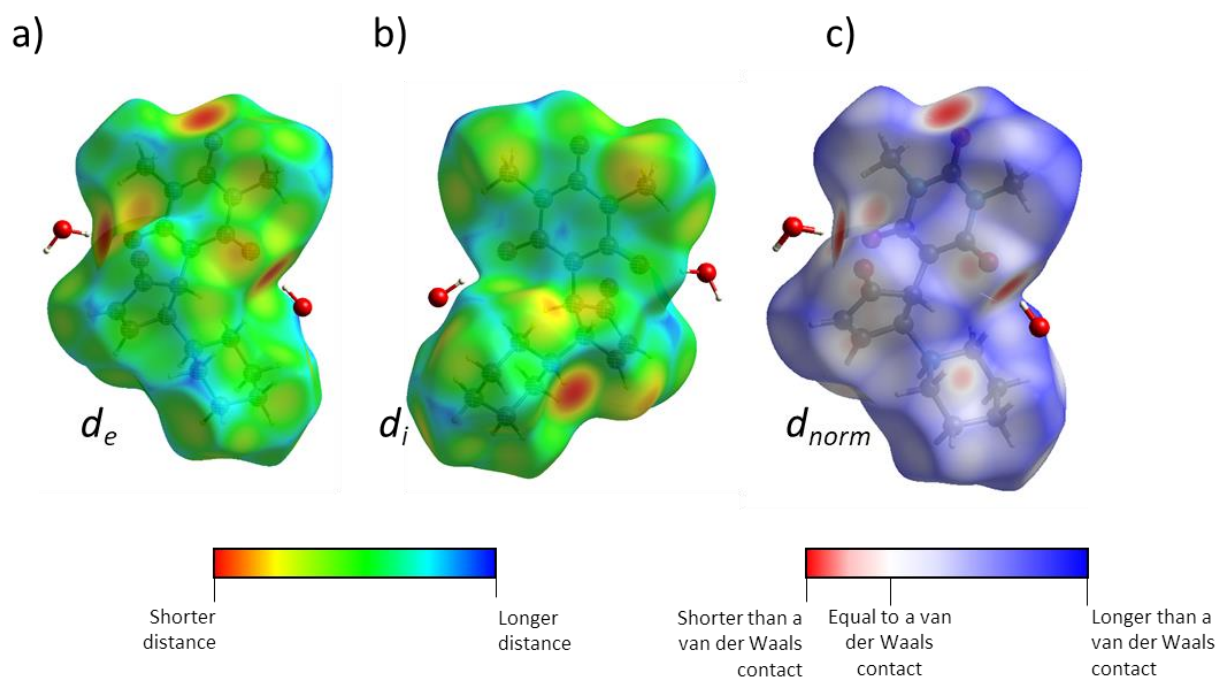 a)
b)
c)
de
di
dnorm
Shorter
distance
Longer
distance
Shorter than a
van der Waals
contact
Equal to a van
der Waals
contact
Longer than a
van der Waals
contact